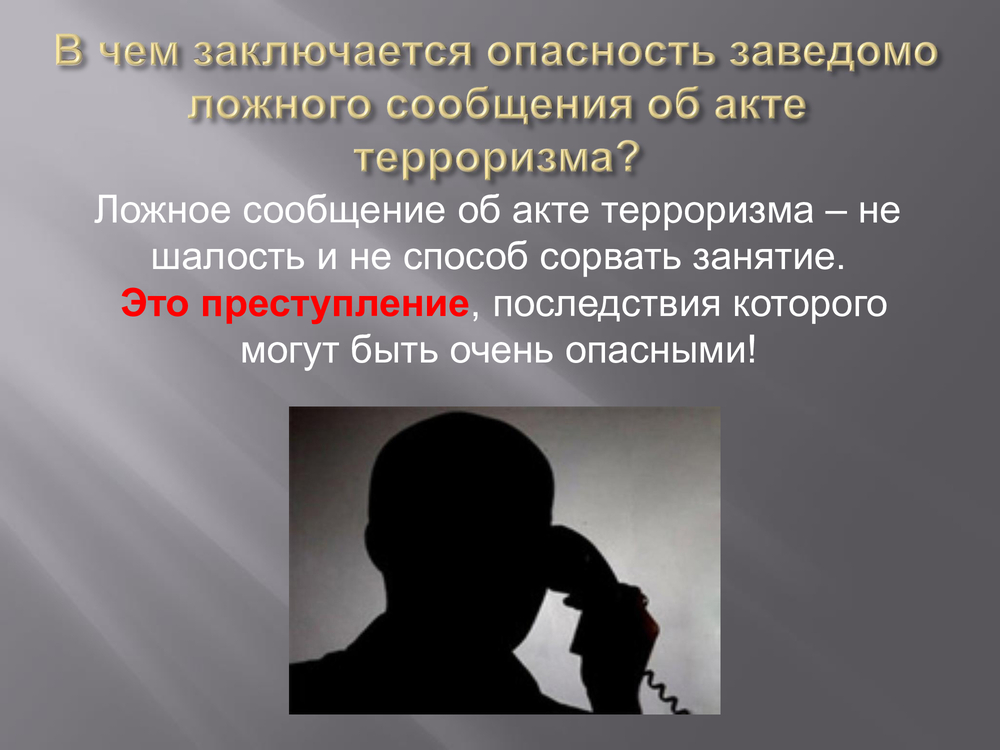 В чем заключается опасность заведомо
ложного сообщения об акте
терроризма?
Ложное сообщение об акте терроризма – не
шалость и не способ сорвать занятие.
Это преступление, последствия которого
могут быть очень опасными!